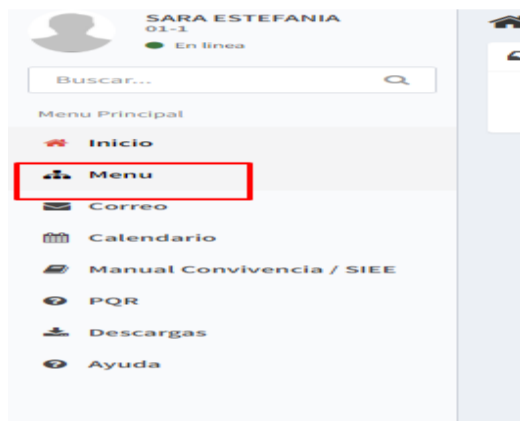 SARA ESTEFANIA
01-1
En línea
Buscar...
Menu Principal
Inicio
Menu
Correo
Calendario
Manual Convivencia / SIEE
PQR
Descargas
Ayuda